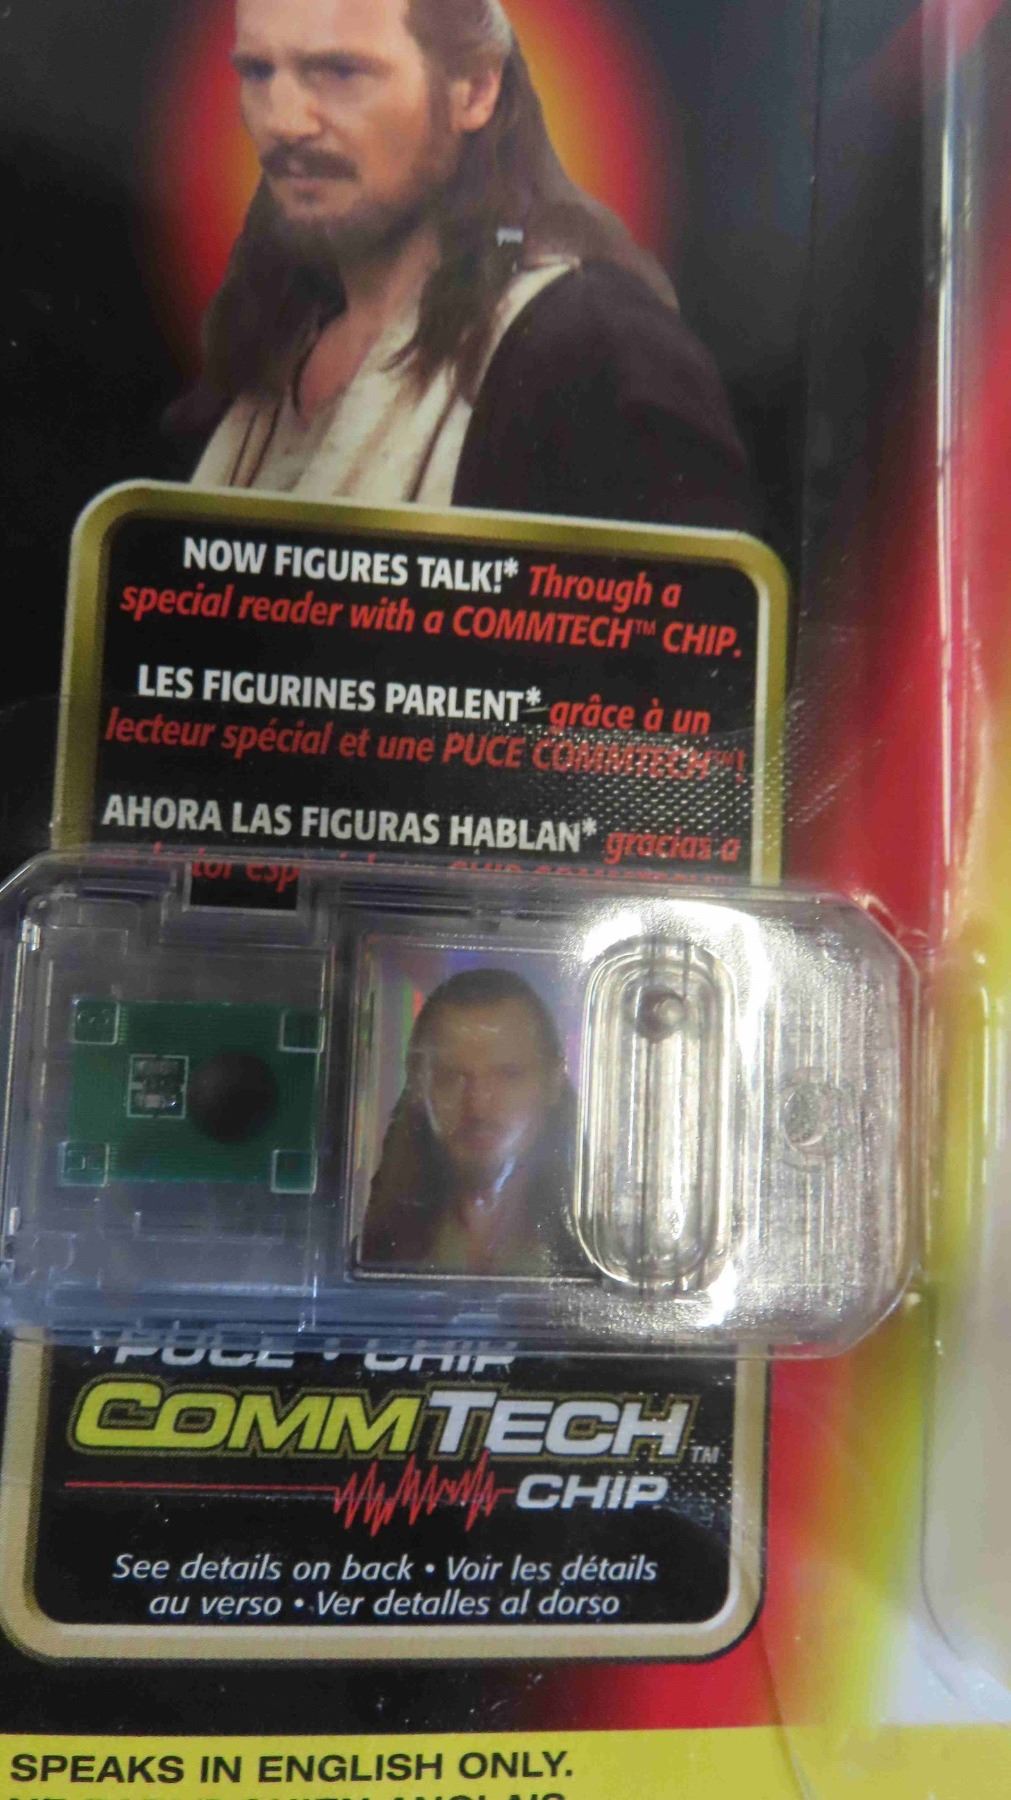 NOW FIGURES TALK!* Through a
special reader with a COMMTECH™ CHIP.
LES FIGURINES PARLENT* grâce à un
lecteur spécial et une PUCE COMMTECH™!
AHORA LAS FIGURAS HABLAN* gracias a
PUCE • CHIP
COMMTECH™
CHIP
See details on back • Voir les détails
au verso • Ver detalles al dorso
SPEAKS IN ENGLISH ONLY.